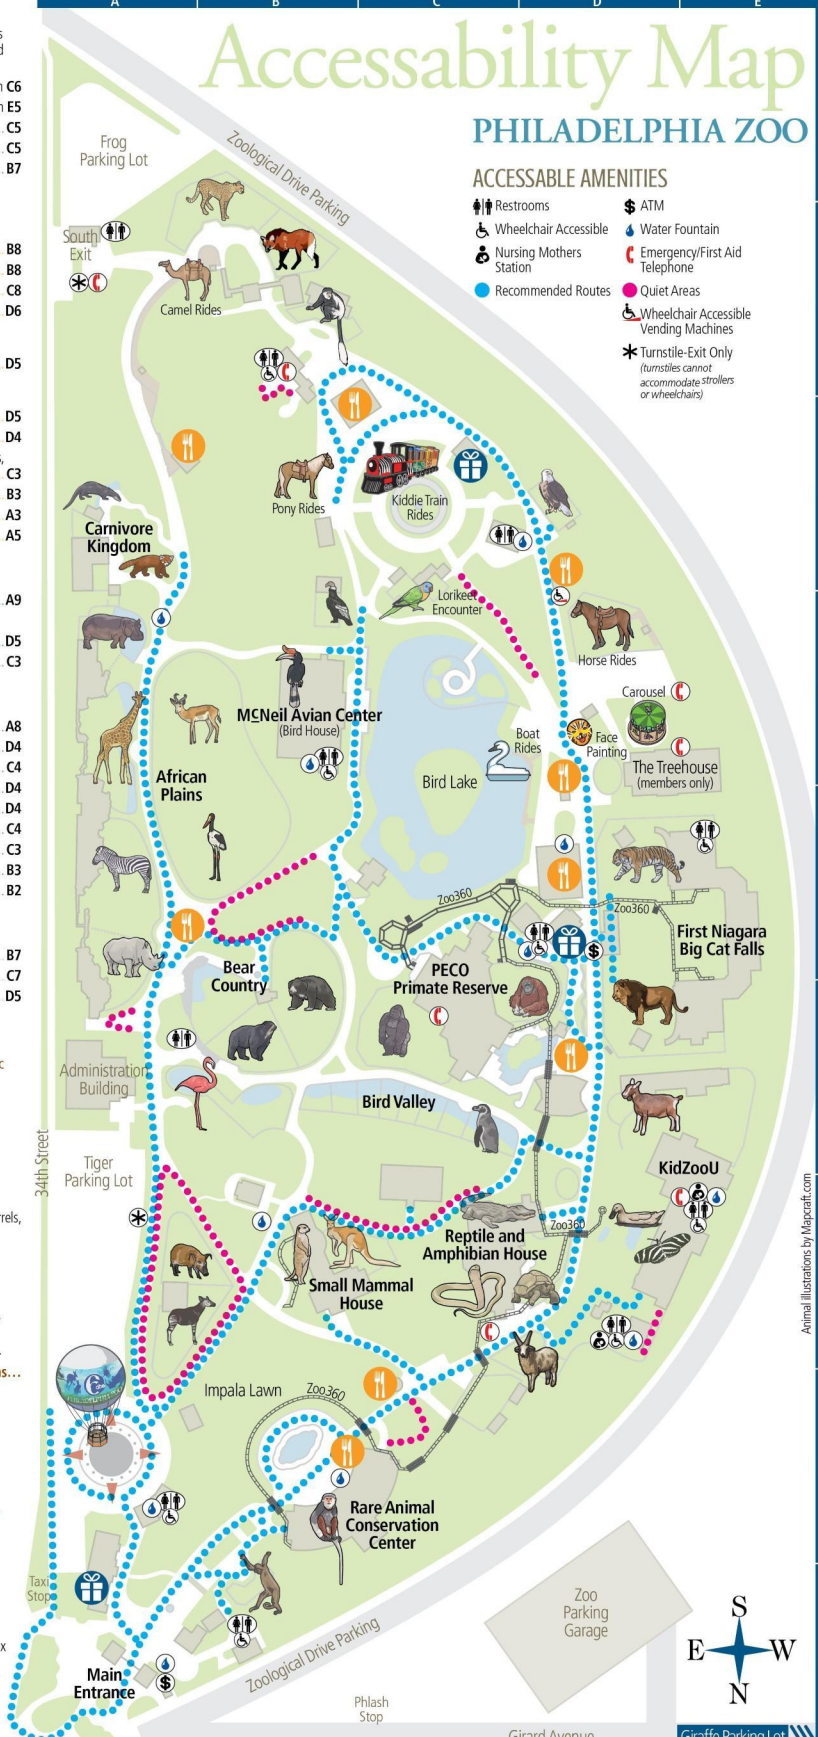 A B C D E
Accessability Map
PHILADELPHIA ZOO
ACCESSABLE AMENITIES
Restrooms
Wheelchair Accessible
Nursing Mothers
Station
Recommended Routes
$ ATM
Water Fountain
Emergency/First Aid
Telephone
Quiet Areas
Wheelchair Accessible
Vending Machines
Turnstile-Exit Only
(turnstiles cannot
accommodate strollers
or wheelchairs)
C6
E5
C5
C5
B7
B8
B8
C8
D6
D5
D5
D4
C3
B3
A3
A5
A9
D5
C3
A8
D4
C4
D4
D4
C4
C3
B3
B2
B7
C7
D5
rels,
Frog
Parking Lot
Zoological Drive Parking
South
Exit
Camel Rides
Pony Rides
Kiddie Train
Rides
Carnivore
Kingdom
Lorikeet
Encounter
Horse Rides
McNeil Avian Center
(Bird House)
Carousel
Boat
Rides
Face
Painting
The Treehouse
(members only)
Bird Lake
African
Plains
Zoo360
Zoo360
First Niagara
Big Cat Falls
Bear
Country
PECO
Primate Reserve
$
Administration
Building
Bird Valley
34th Street
Tiger
Parking Lot
KidZooU
Zoo360
Reptile and
Amphibian House
Small Mammal
House
Impala Lawn
Zoo360
Rare Animal
Conservation
Center
Taxi
Stop
Main
Entrance
$
Zoological Drive Parking
Zoo
Parking
Garage
Phlash
Stop
Girard Avenue
S
E W
N
Giraffe Parking Lot
Animal illustrations by Mapcraft.com